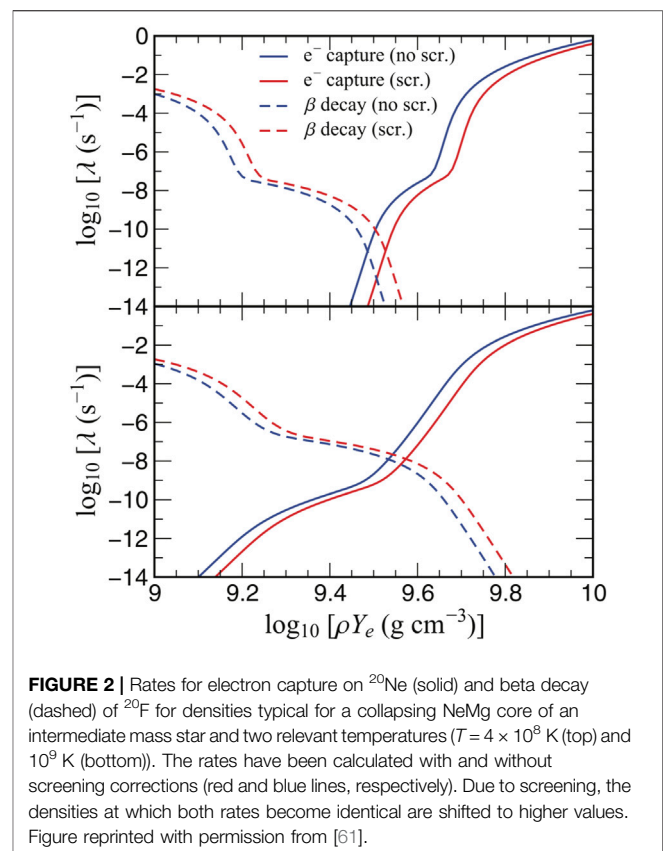 0
−2
−4
−6
−8
−10
−12
−14
log₁₀ [λ (s⁻¹)]
e⁻ capture (no scr.)
e⁻ capture (scr.)
β decay (no scr.)
β decay (scr.)
−2
−4
−6
−8
−10
−12
−14
log₁₀ [λ (s⁻¹)]
9 9.2 9.4 9.6 9.8 10
log₁₀ [ρYₑ (g cm⁻³)]
FIGURE 2 | Rates for electron capture on ²⁰Ne (solid) and beta decay
(dashed) of ²⁰F for densities typical for a collapsing NeMg core of an
intermediate mass star and two relevant temperatures (T = 4 × 10⁸ K (top) and
10⁹ K (bottom)). The rates have been calculated with and without
screening corrections (red and blue lines, respectively). Due to screening, the
densities at which both rates become identical are shifted to higher values.
Figure reprinted with permission from [61].